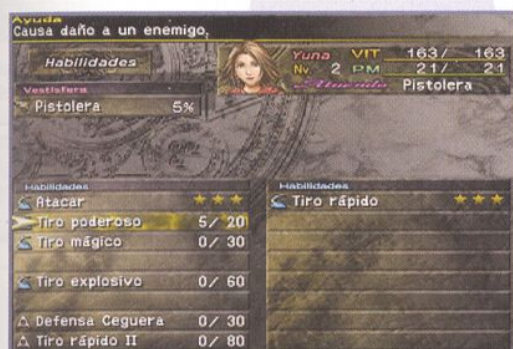 Ayuda
Causa daño a un enemigo.
Habilidades
Yuna VIT 163/ 163
Nv. 2 PM 21/ 21
Atuendo Pistolera
Vestisfera
Pistolera 5%
Habilidades
Atacar ★★★
Tiro poderoso 5/ 20
Tiro mágico 0/ 30
Tiro explosivo 0/ 60
Defensa Ceguera 0/ 30
Tiro rápido II 0/ 80
Habilidades
Tiro rápido ★★★